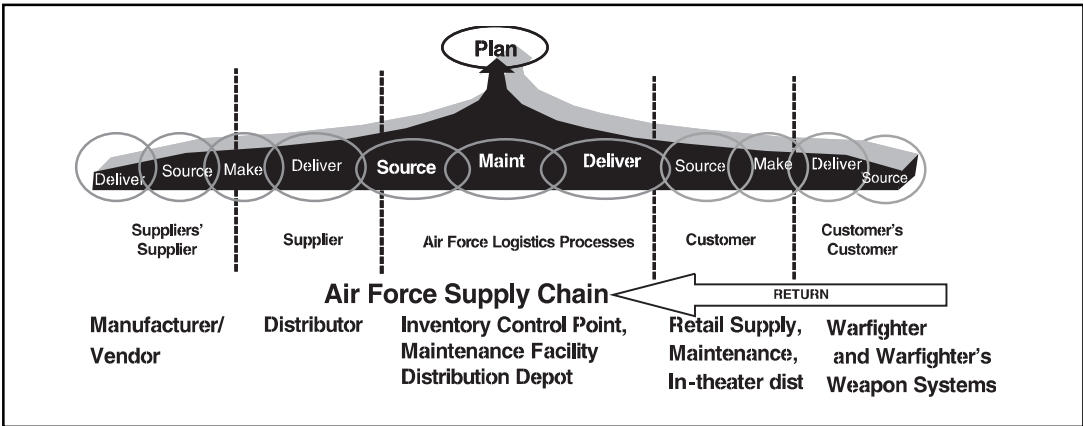 Plan
Deliver
Source
Make
Deliver
Source
Maint
Deliver
Source
Make
Deliver
Source
Suppliers'
Supplier
Supplier
Air Force Logistics Processes
Customer
Customer's
Customer
Air Force Supply Chain
RETURN
Manufacturer/
Vendor
Distributor
Inventory Control Point,
Maintenance Facility
Distribution Depot
Retail Supply,
Maintenance,
In-theater dist
Warfighter
and Warfighter's
Weapon Systems